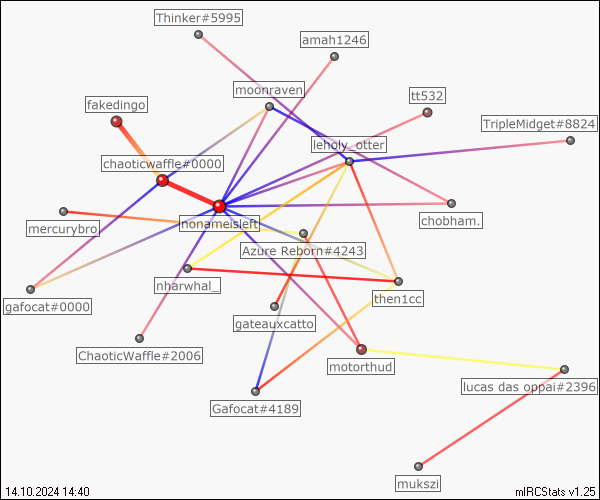 Thinker#5995
amah1246
moonraven
tt532
fakedingo
TripleMidget#8824
leholy_otter
chaoticwaffle#0000
mercurybro
nonameisleft
chobham.
Azure Reborn#4243
nharwhal_
then1cc
gafocat#0000
gateauxcatto
ChaoticWaffle#2006
motorthud
lucas das oppai#2396
Gafocat#4189
mukszi
14.10.2024 14:40
mIRCStats v1.25